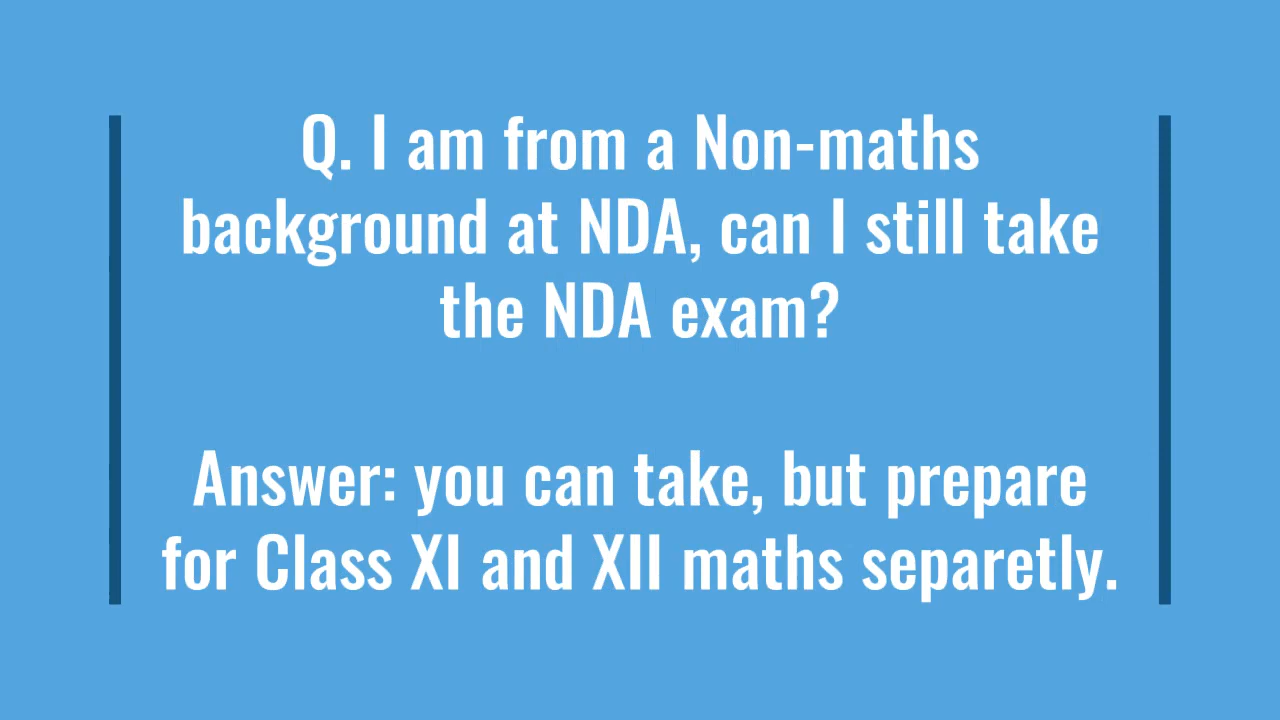 Q. I am from a Non-maths
background at NDA, can I still take
the NDA exam?
Answer: you can take, but prepare
for Class XI and XII maths separetly.